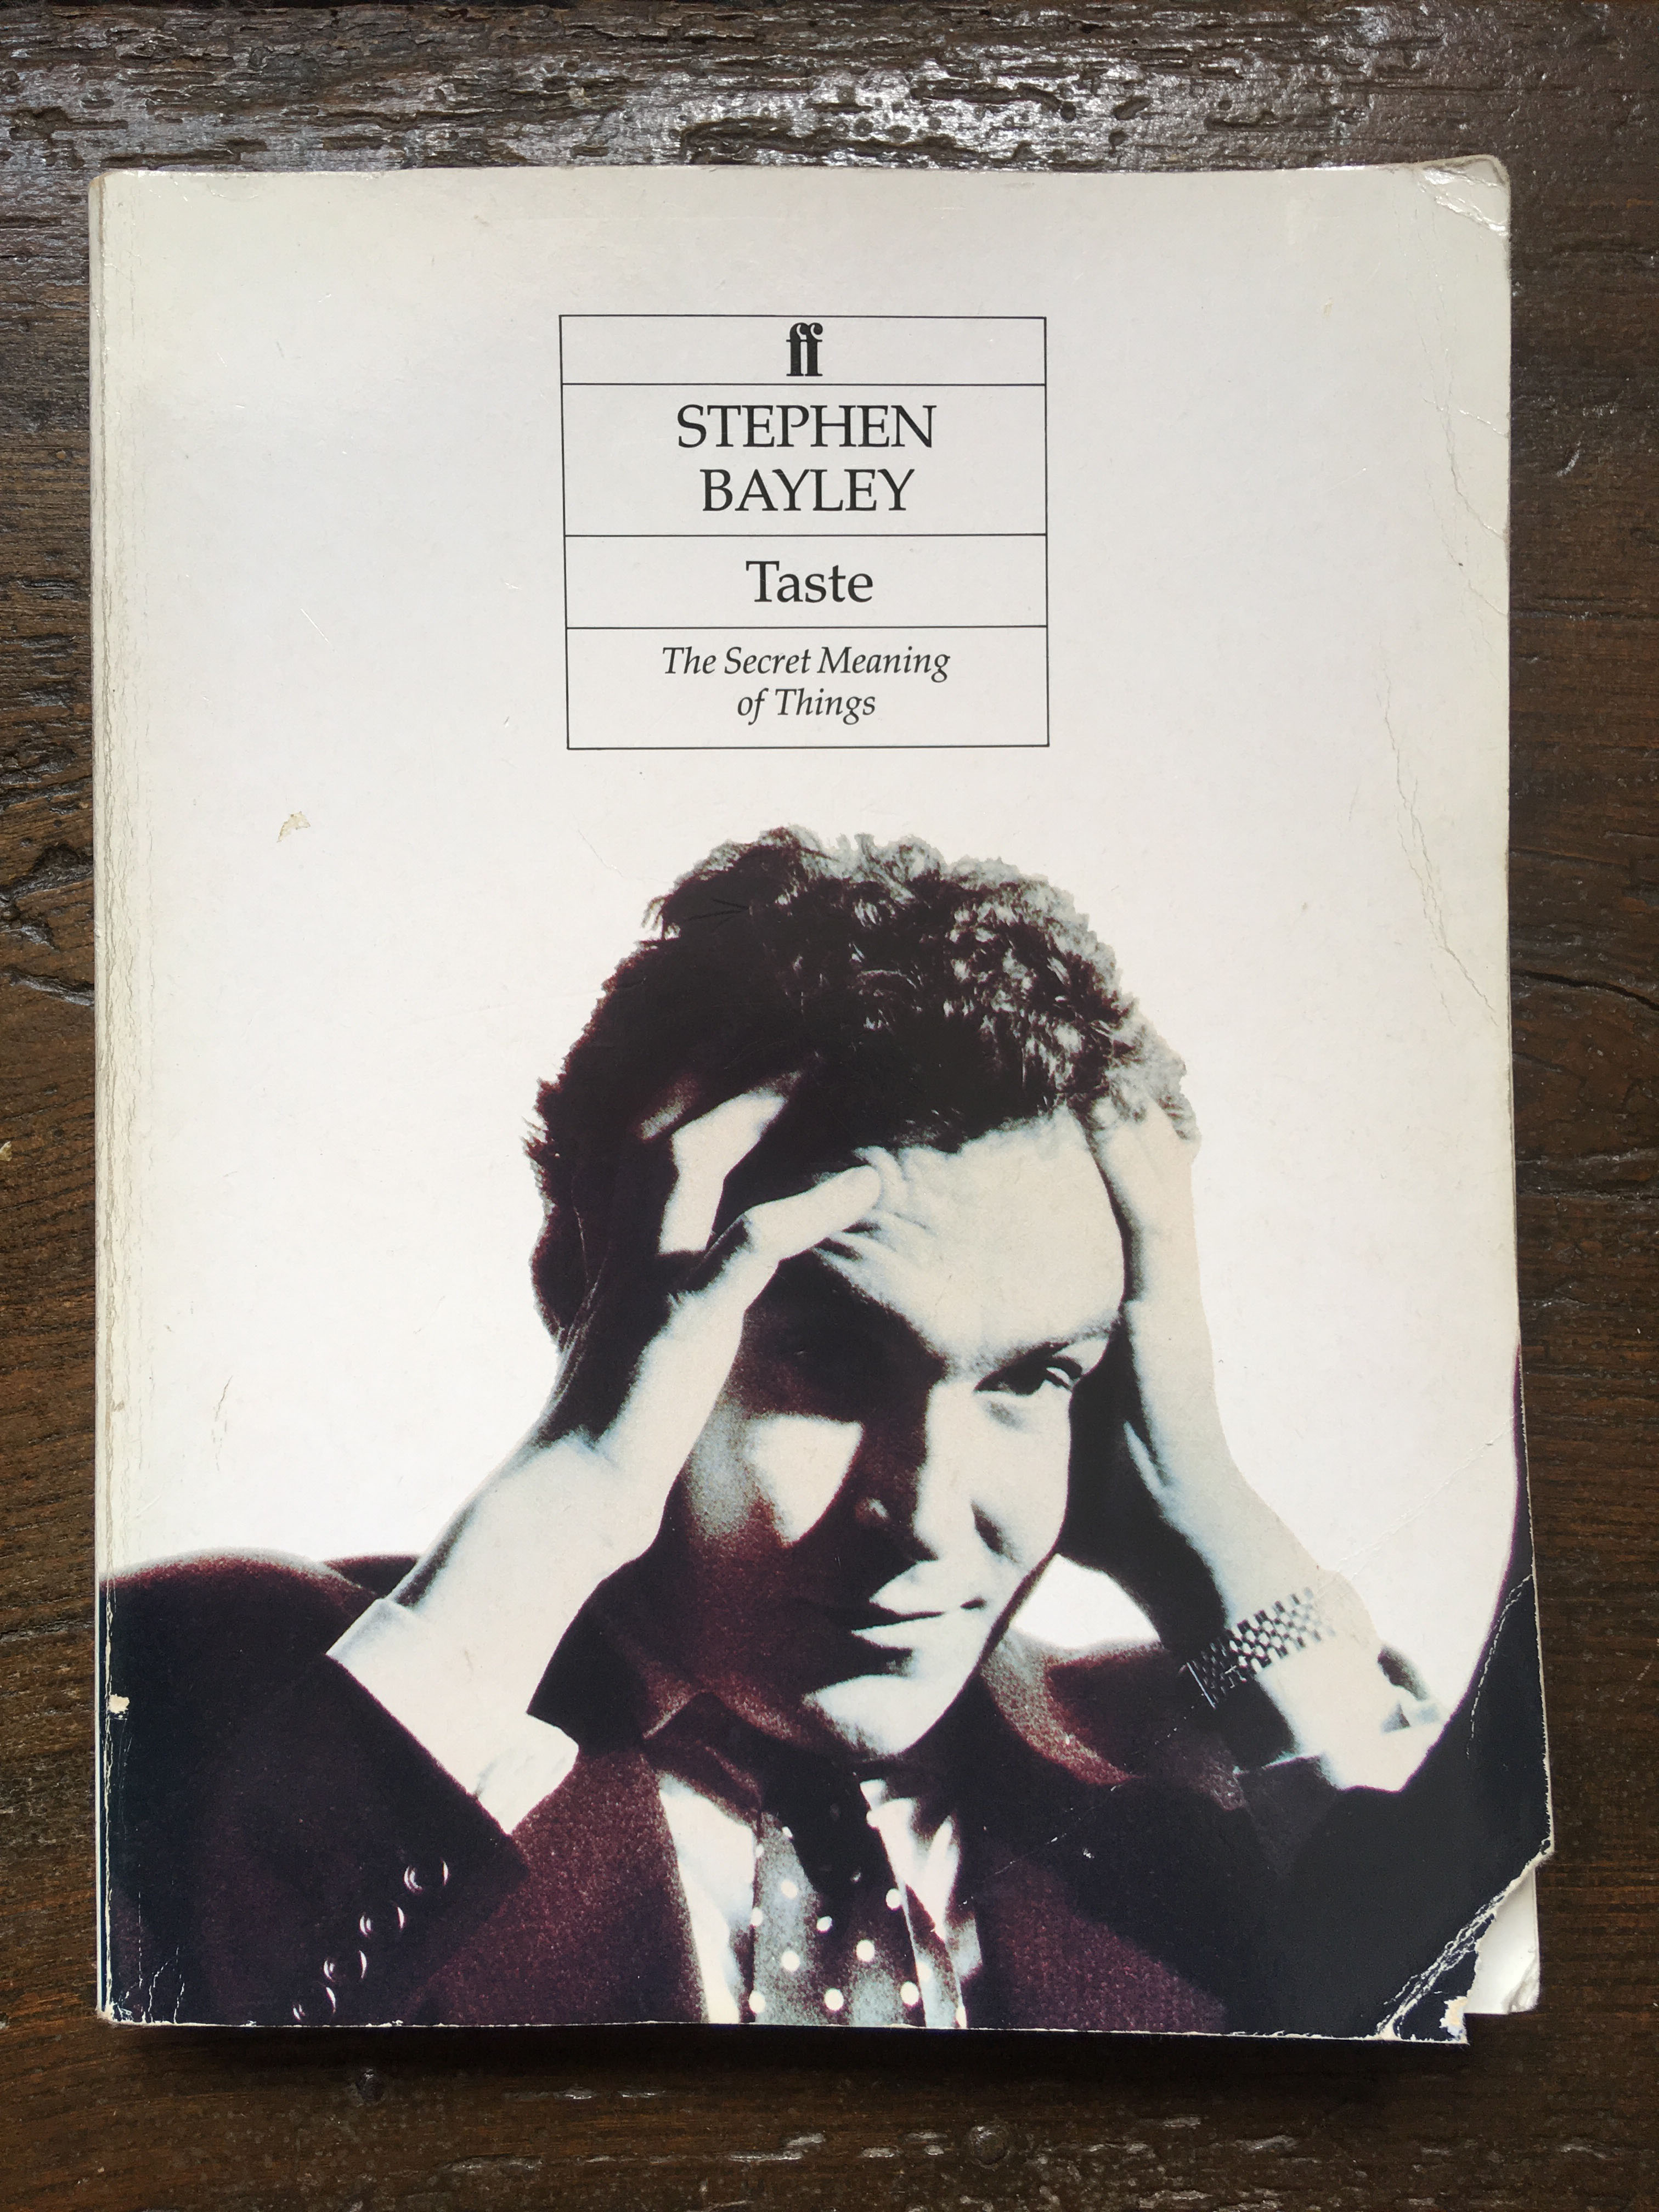 ff
STEPHEN
BAYLEY
Taste
The Secret Meaning
of Things